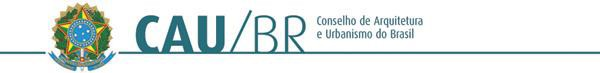 CAU/BR
Conselho de Arquitetura
e Urbanismo do Brasil